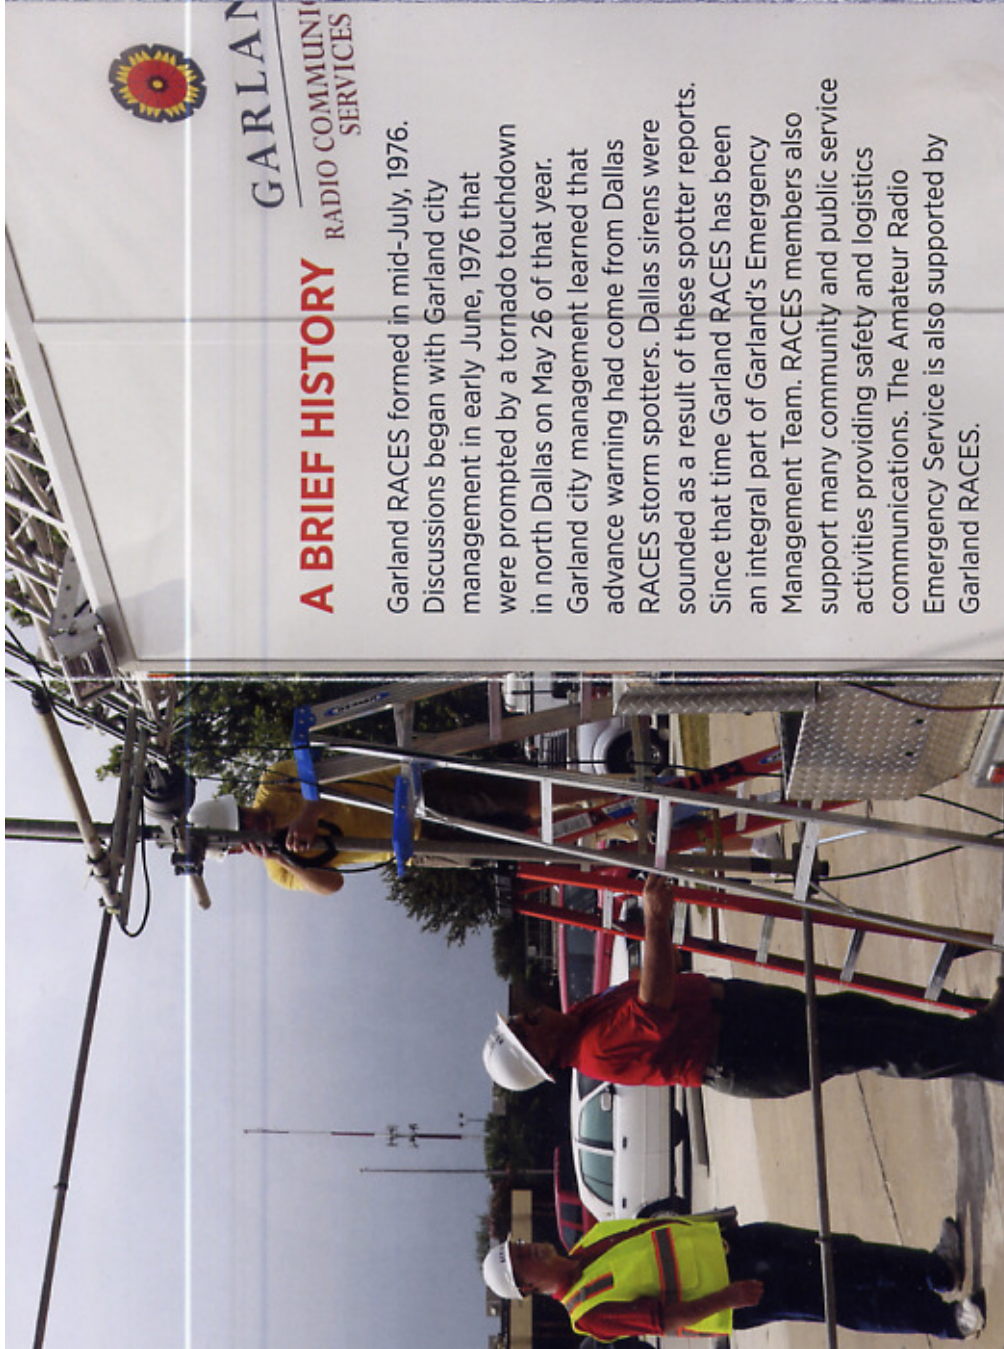 GARLAN
RADIO COMMUNIC
SERVICES
A BRIEF HISTORY
Garland RACES formed in mid-July, 1976.
Discussions began with Garland city
management in early June, 1976 that
were prompted by a tornado touchdown
in north Dallas on May 26 of that year.
Garland city management learned that
advance warning had come from Dallas
RACES storm spotters. Dallas sirens were
sounded as a result of these spotter reports.
Since that time Garland RACES has been
an integral part of Garland's Emergency
Management Team. RACES members also
support many community and public service
activities providing safety and logistics
communications. The Amateur Radio
Emergency Service is also supported by
Garland RACES.